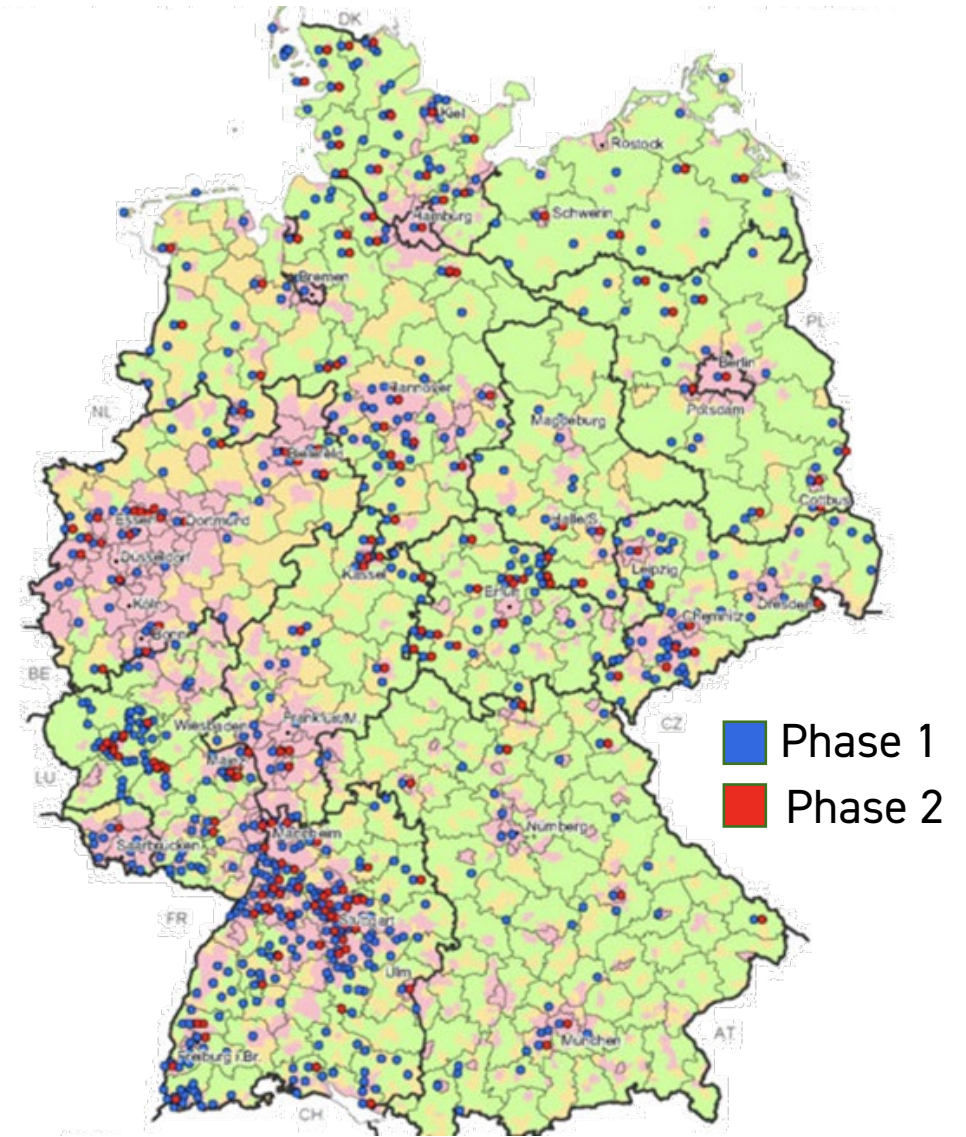 DK
Kiel
Rostock
Hamburg
Schwerin
Bremen
PL
Berlin
Hannover
NL
Potsdam
Magdeburg
Bielefeld
Cottbus
Essen
Dortmund
Halle/S.
Düsseldorf
Leipzig
Kassel
Erfurt
Köln
Dresden
Chemnitz
Bonn
BE
Frankfurt/M.
CZ
Wiesbaden
Phase 1
Mainz
LU
Phase 2
Nürnberg
Mannheim
Saarbrücken
FR
Stuttgart
Ulm
AT
München
Freiburg i.Br.
CH